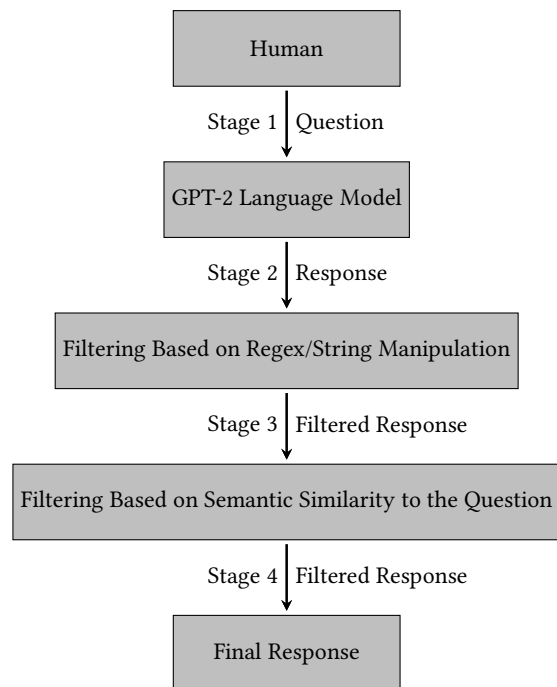 Human
Stage 1 Question
GPT-2 Language Model
Stage 2 Response
Filtering Based on Regex/String Manipulation
Stage 3 Filtered Response
Filtering Based on Semantic Similarity to the Question
Stage 4 Filtered Response
Final Response